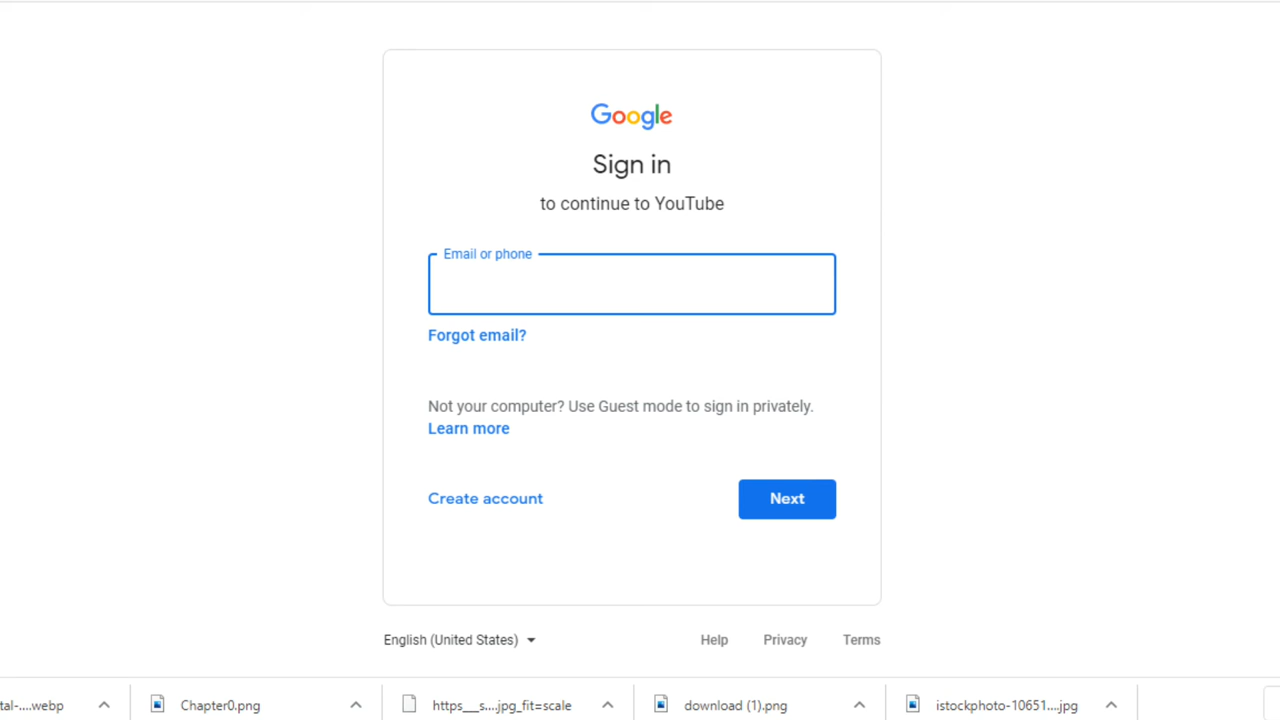 Google
Sign in
to continue to YouTube
Email or phone
Forgot email?
Not your computer? Use Guest mode to sign in privately.
Learn more
Create account
Next
English (United States)
Help
Privacy
Terms
tal-....webp
Chapter0.png
https__s....jpg_fit=scale
download (1).png
istockphoto-10651....jpg